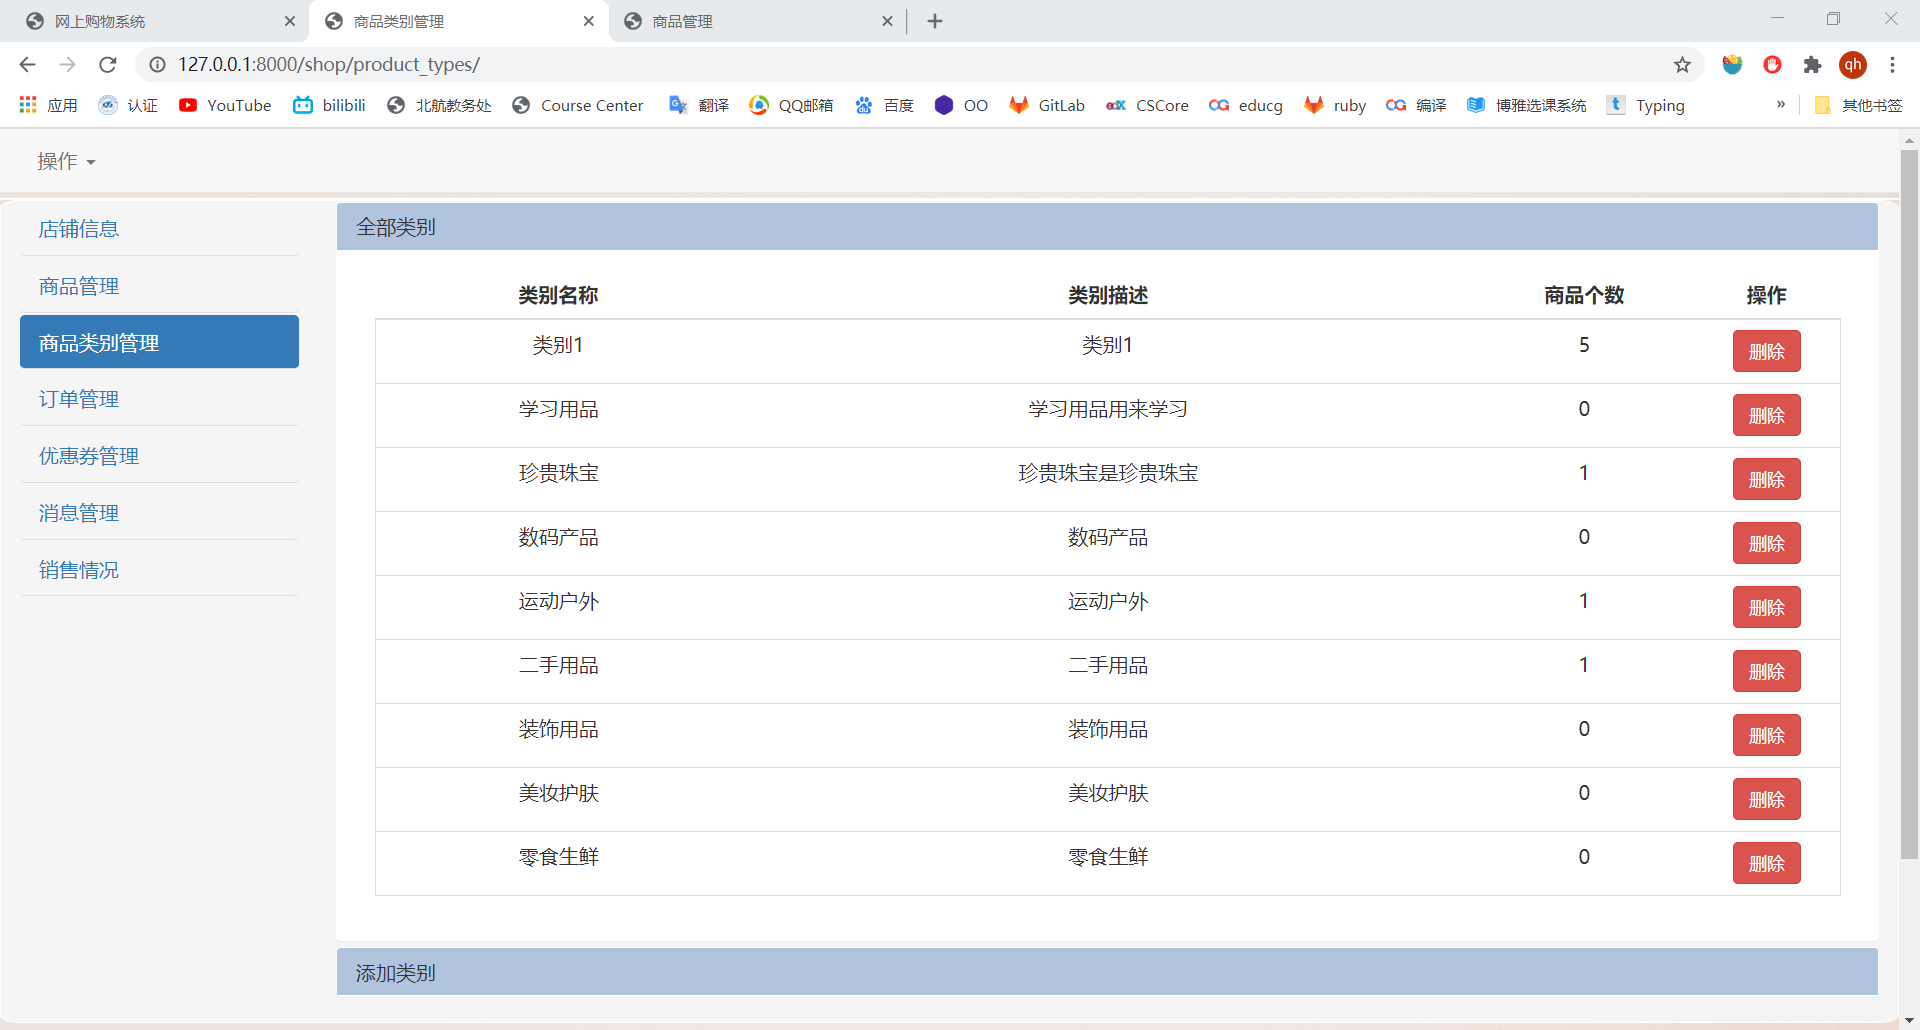 网上购物系统 商品类别管理 商品管理
127.0.0.1:8000/shop/product_types/ qh
应用 认证 YouTube bilibili 北航教务处 Course Center 翻译 QQ邮箱 百度 OO GitLab CSCore educg ruby 编译 博雅选课系统 Typing » 其他书签
操作
店铺信息
商品管理
商品类别管理
订单管理
优惠券管理
消息管理
销售情况
全部类别
类别名称 类别描述 商品个数 操作
类别1 类别1 5 删除
学习用品 学习用品用来学习 0 删除
珍贵珠宝 珍贵珠宝是珍贵珠宝 1 删除
数码产品 数码产品 0 删除
运动户外 运动户外 1 删除
二手用品 二手用品 1 删除
装饰用品 装饰用品 0 删除
美妆护肤 美妆护肤 0 删除
零食生鲜 零食生鲜 0 删除
添加类别